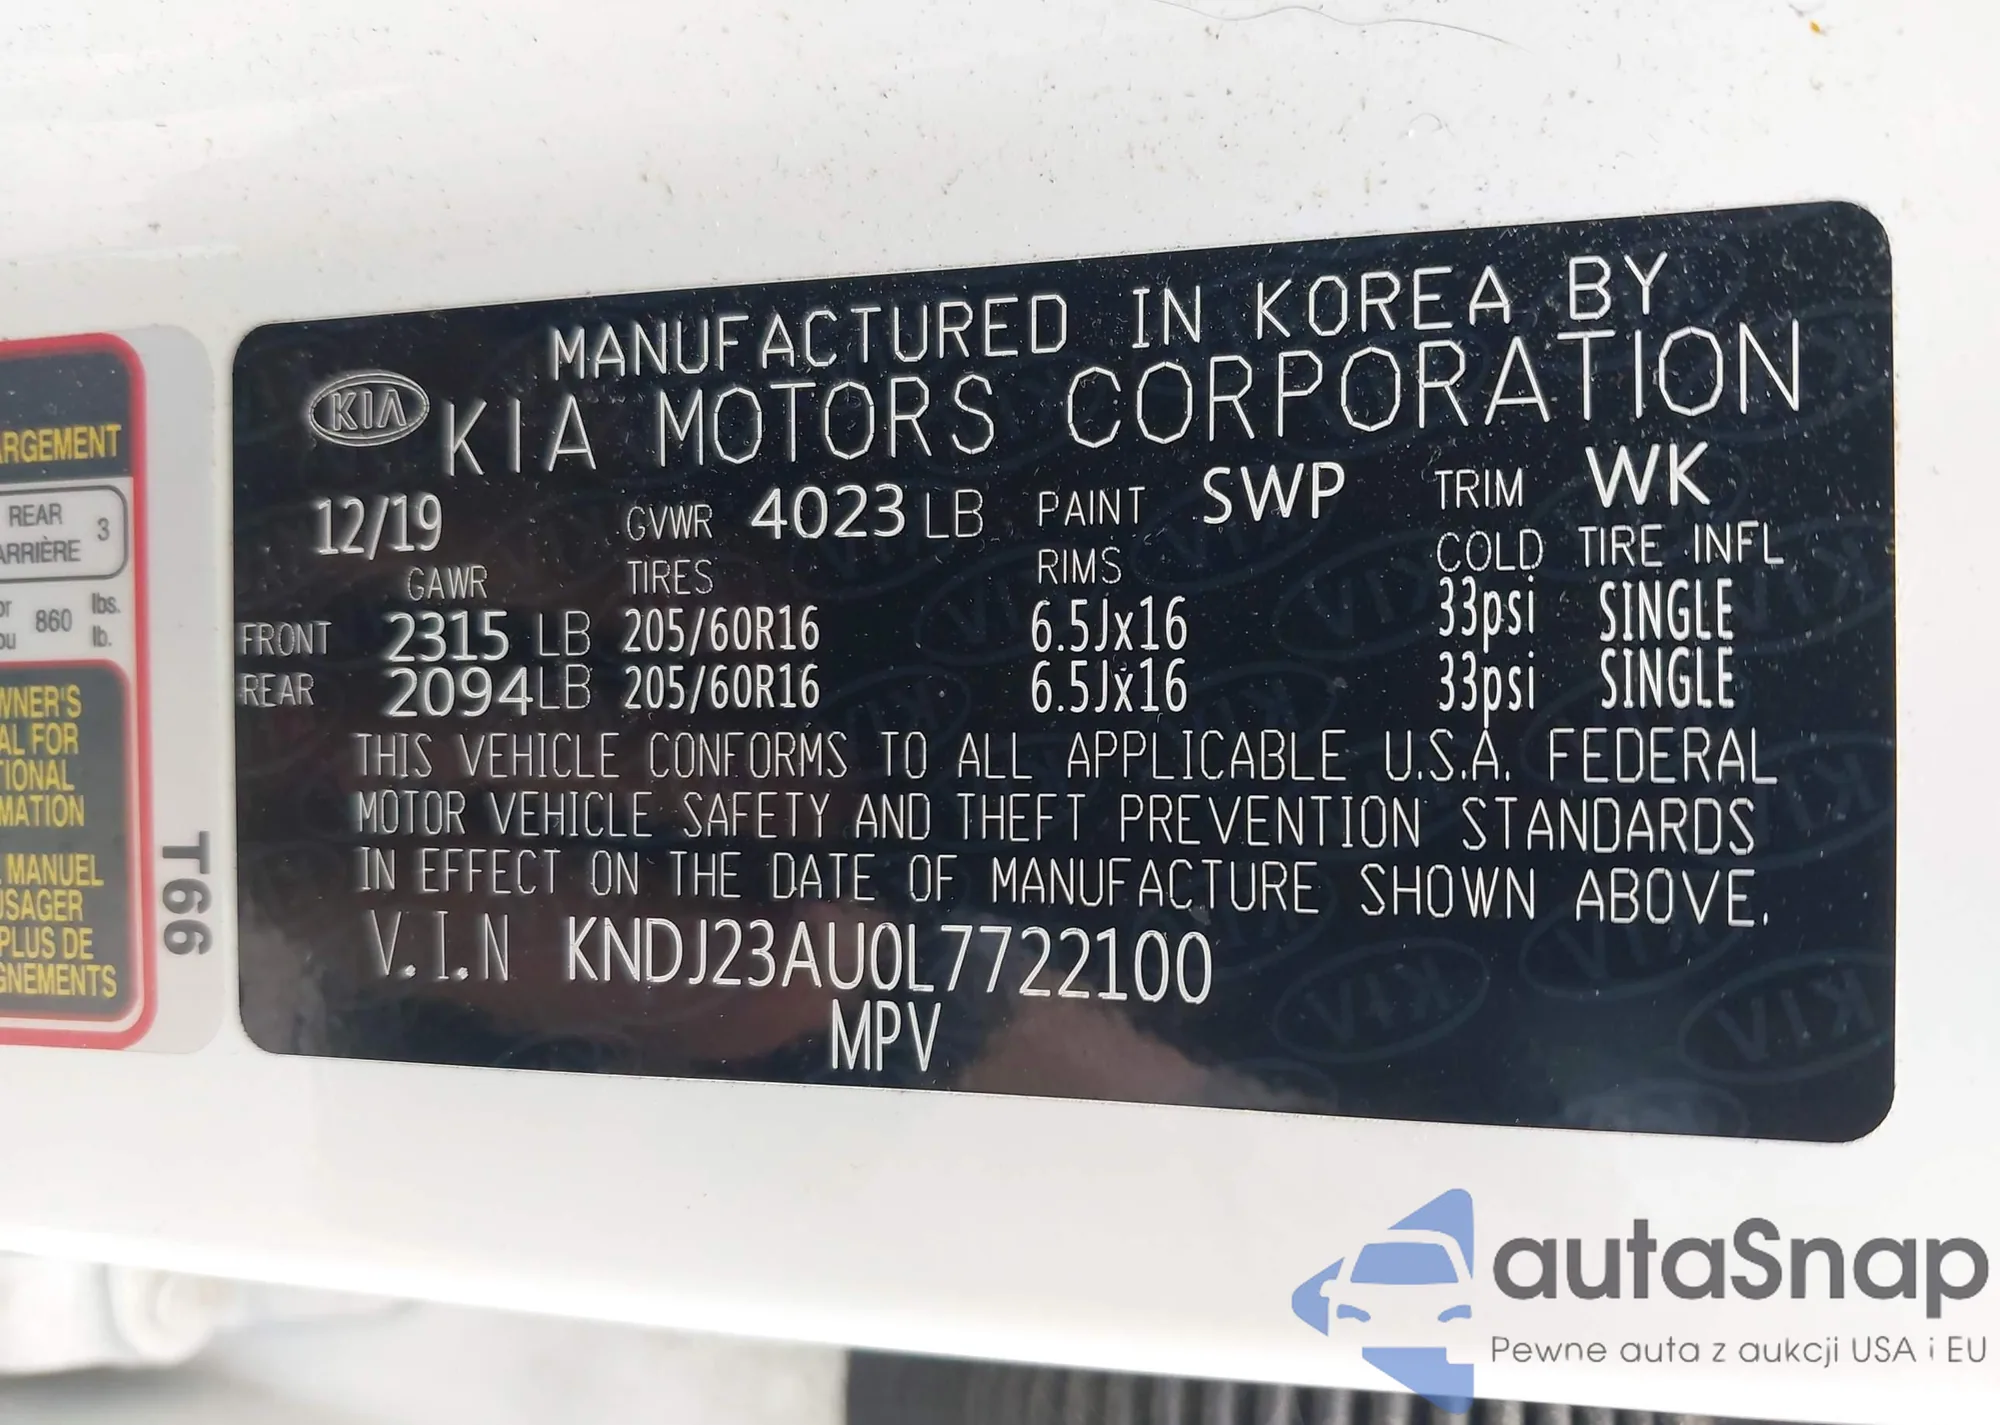 MANUFACTURED IN KOREA BY
KIA
KIA MOTORS CORPORATION
12/19 GVWR 4023 LB PAINT SWP TRIM WK
GAWR TIRES RIMS COLD TIRE INFL
FRONT 2315 LB 205/60R16 6.5Jx16 33psi SINGLE
REAR 2094 LB 205/60R16 6.5Jx16 33psi SINGLE
THIS VEHICLE CONFORMS TO ALL APPLICABLE U.S.A. FEDERAL
MOTOR VEHICLE SAFETY AND THEFT PREVENTION STANDARDS
IN EFFECT ON THE DATE OF MANUFACTURE SHOWN ABOVE.
V.I.N KNDJ23AU0L7722100
MPV
REAR 3
860 lbs.
lb.
FOR
MANUEL
PLUS DE
T66
autaSnap
Pewne auta z aukcji USA i EU